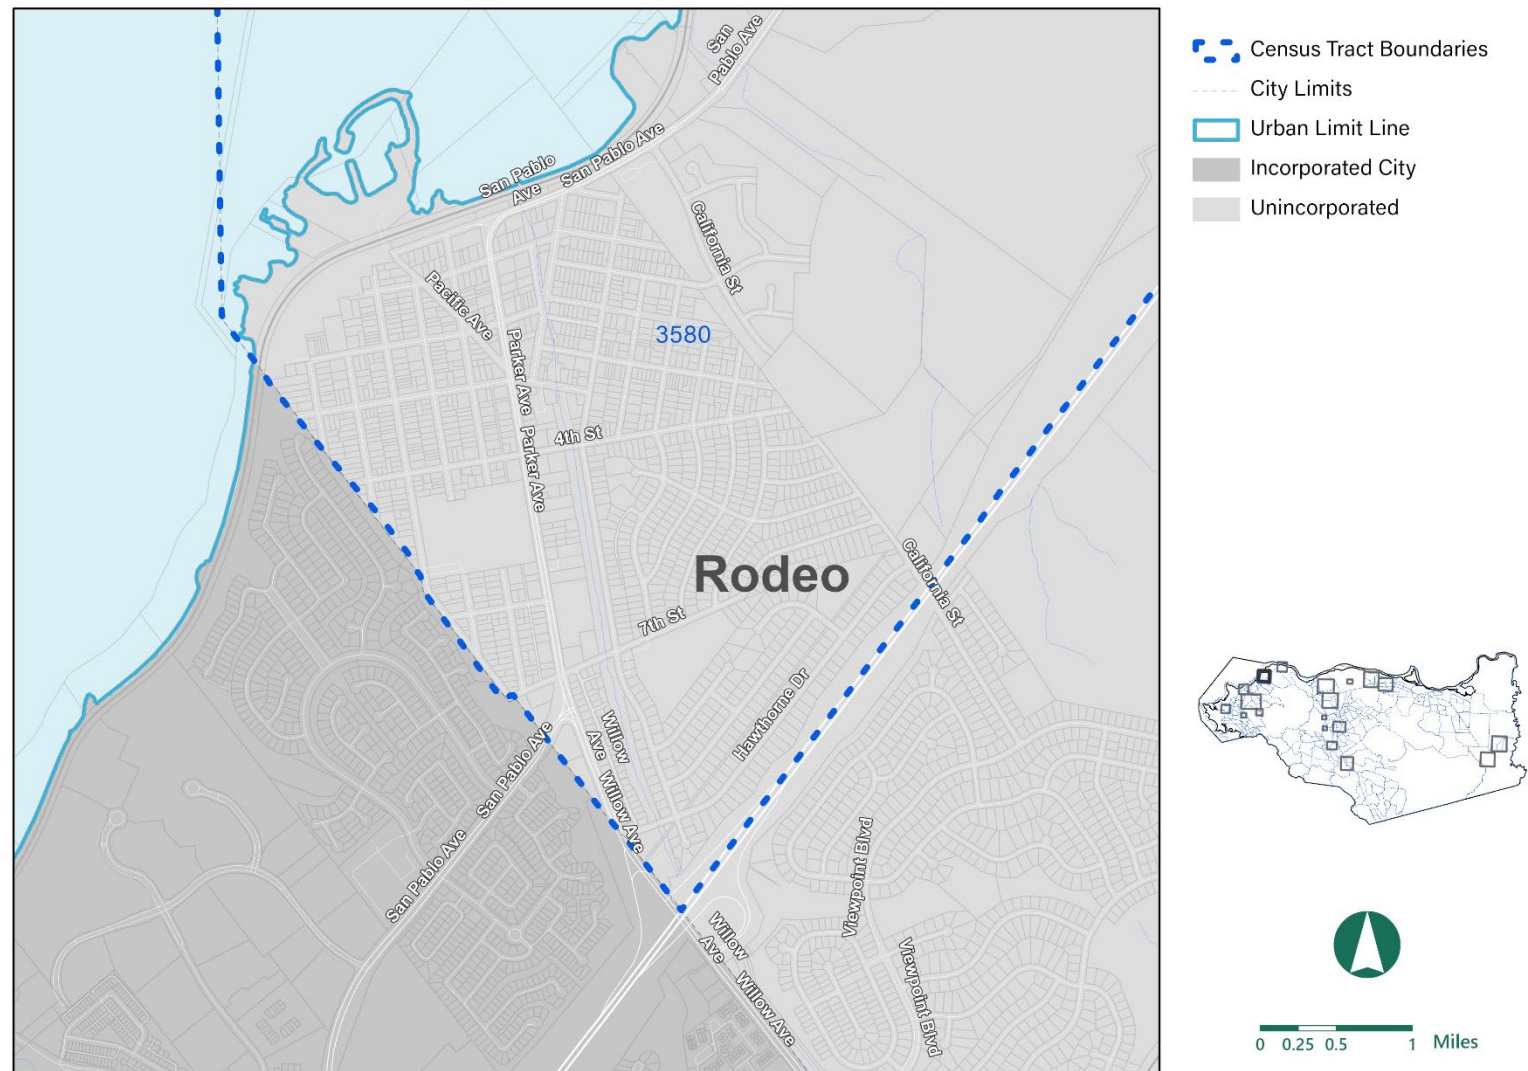 San
Pablo Ave
San Pablo
Ave
San Pablo Ave
California St
Pacific Ave
3580
Parker Ave
4th St
Parker Ave
Rodeo
California St
7th St
Hawthorne Dr
Willow
Ave
San Pablo Ave
Willow Ave
San Pablo Ave
Viewpoint Blvd
Willow
Ave
Viewpoint Blvd
Willow Ave
Census Tract Boundaries
City Limits
Urban Limit Line
Incorporated City
Unincorporated
0 0.25 0.5 1 Miles